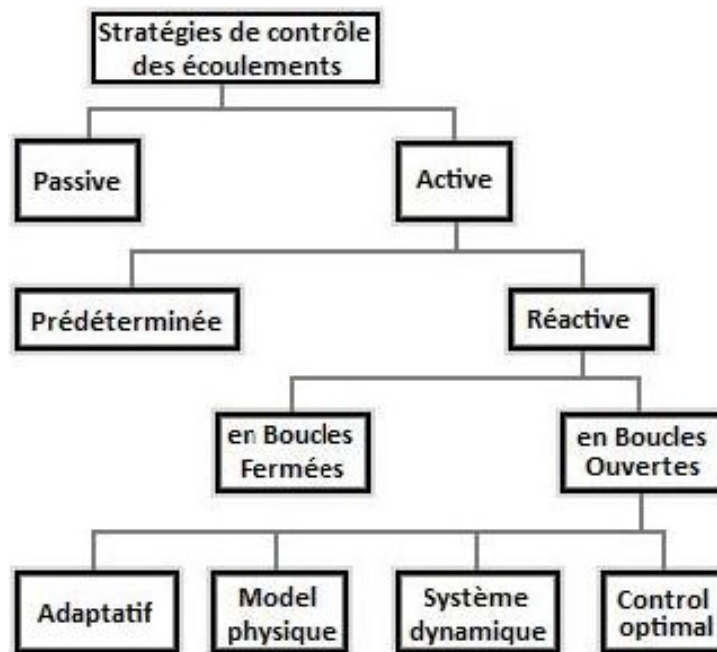 Stratégies de contrôle
des écoulements
Passive
Active
Prédéterminée
Réactive
en Boucles
Fermées
en Boucles
Ouvertes
Adaptatif
Model
physique
Système
dynamique
Control
optimal